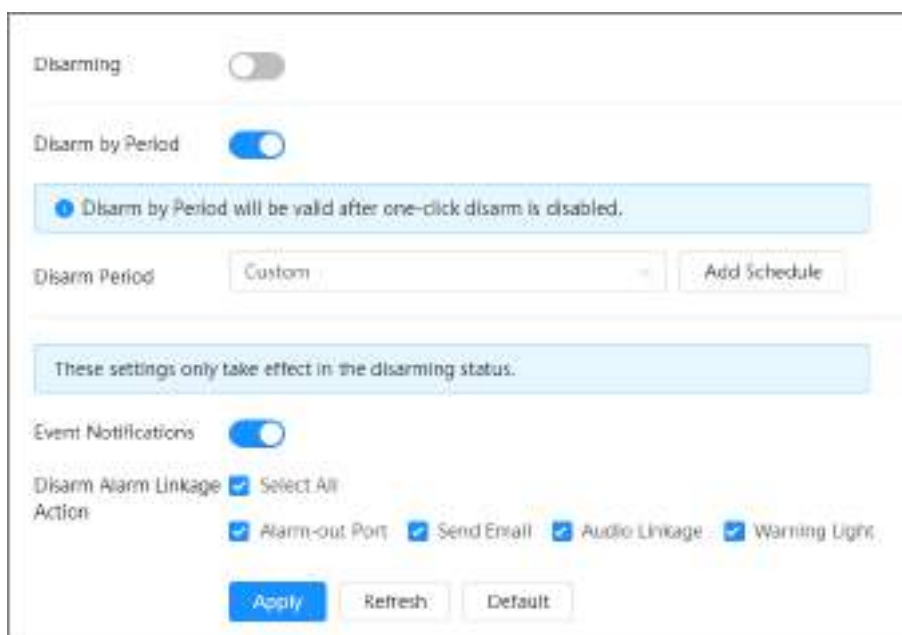 Disarming
Disarm by Period
Disarm by Period will be valid after one-click disarm is disabled.
Disarm Period Custom Add Schedule
These settings only take effect in the disarming status.
Event Notifications
Disarm Alarm Linkage Action Select All
Alarm-out Port Send Email Audio Linkage Warning Light
Apply Refresh Default